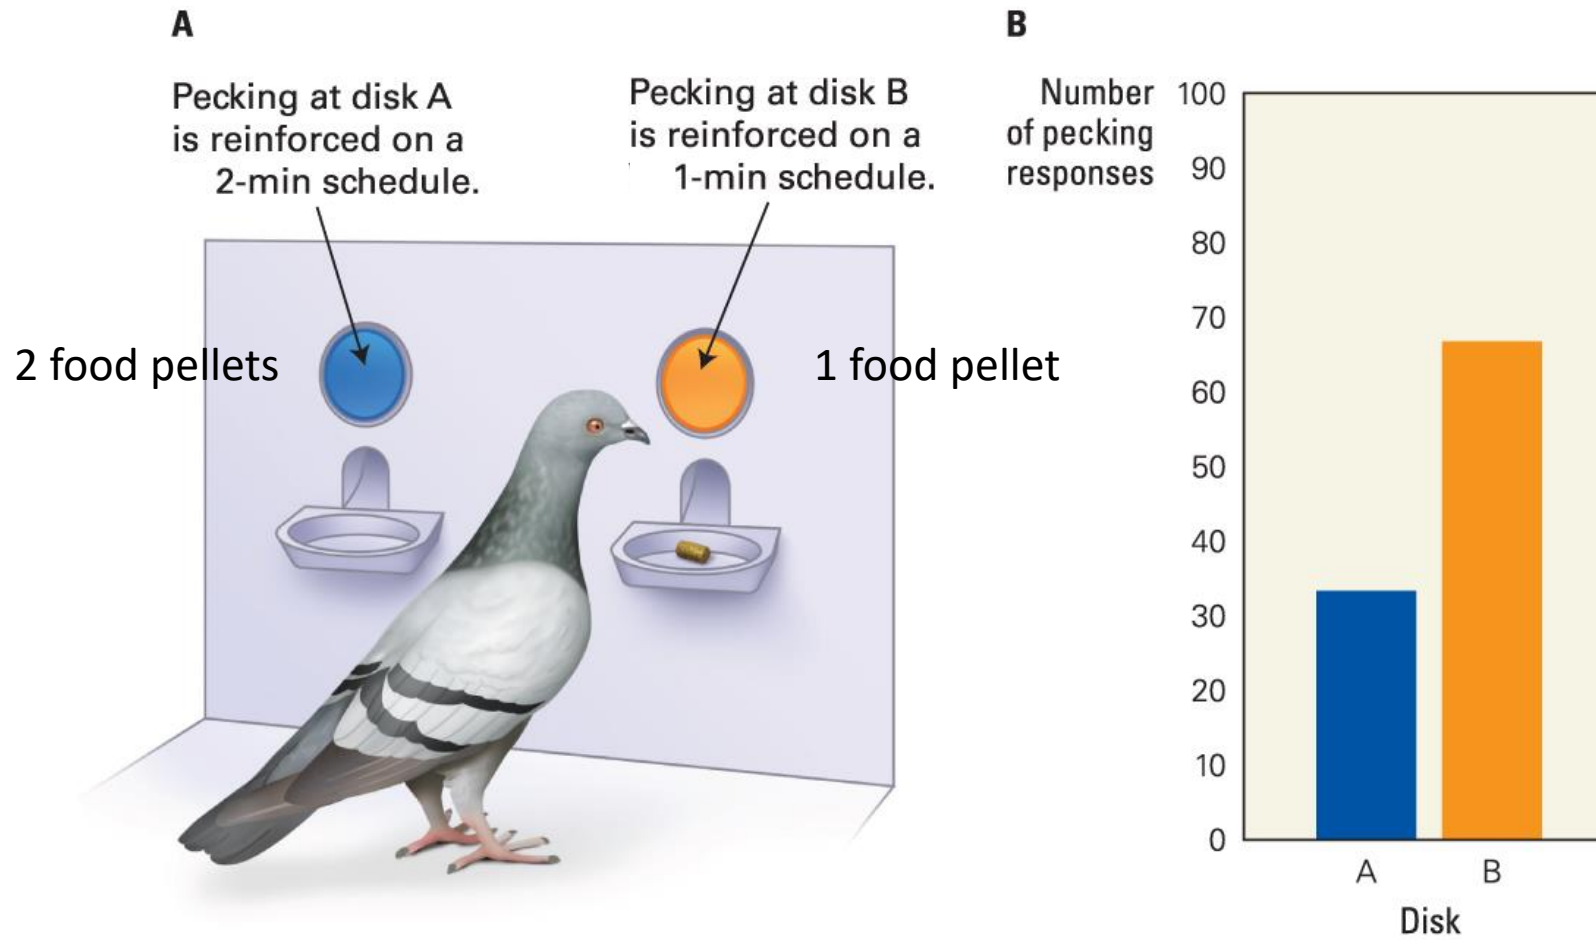 A
Pecking at disk A
is reinforced on a
2-min schedule.
Pecking at disk B
is reinforced on a
1-min schedule.
2 food pellets
1 food pellet
B
Number
of pecking
responses
100
90
80
70
60
50
40
30
20
10
0
A
B
Disk